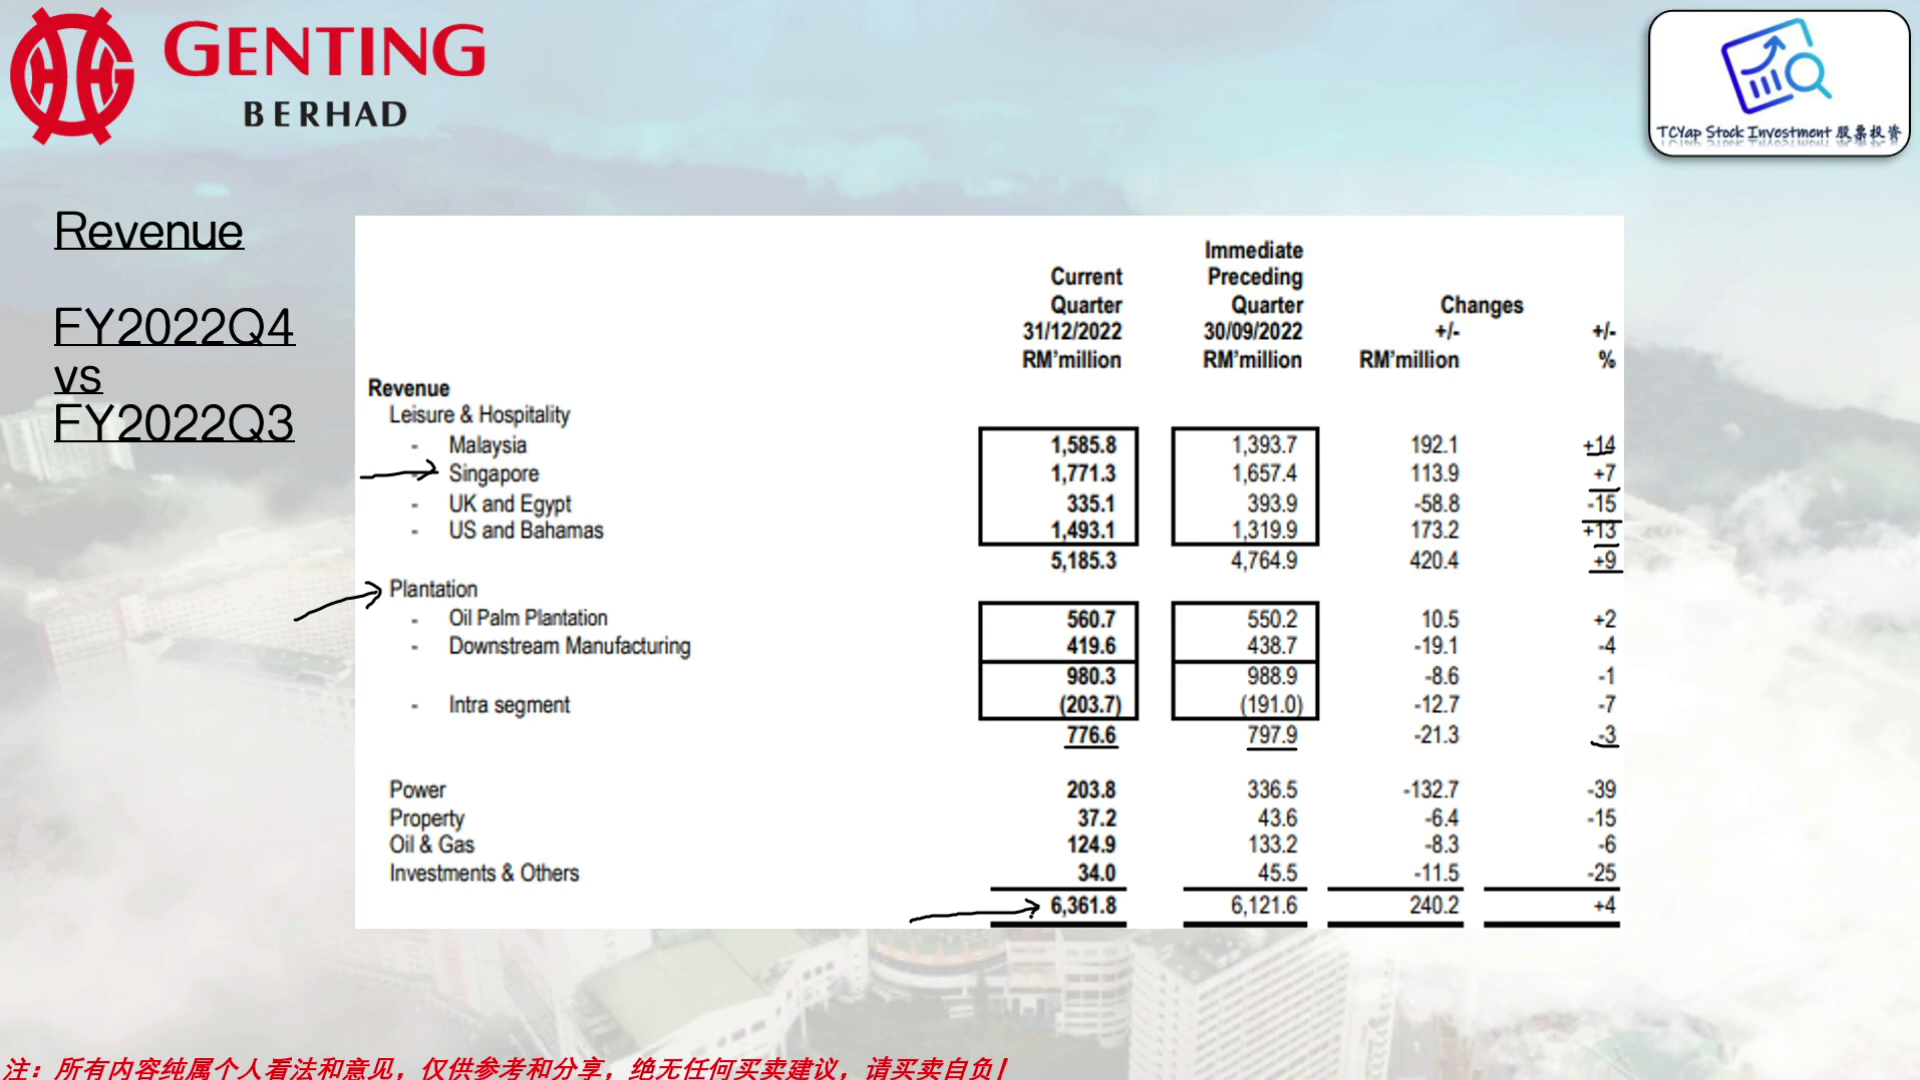 GENTING
BERHAD
TCYap Stock Investment 股票投资
Revenue
FY2022Q4
vs
FY2022Q3
Current Quarter 31/12/2022 RM'million
Immediate Preceding Quarter 30/09/2022 RM'million
Changes
+/- RM'million
+/- %
Revenue
Leisure & Hospitality
- Malaysia 1,585.8 1,393.7 192.1 +14
- Singapore 1,771.3 1,657.4 113.9 +7
- UK and Egypt 335.1 393.9 -58.8 -15
- US and Bahamas 1,493.1 1,319.9 173.2 +13
5,185.3 4,764.9 420.4 +9
Plantation
- Oil Palm Plantation 560.7 550.2 10.5 +2
- Downstream Manufacturing 419.6 438.7 -19.1 -4
980.3 988.9 -8.6 -1
- Intra segment (203.7) (191.0) -12.7 -7
776.6 797.9 -21.3 -3
Power 203.8 336.5 -132.7 -39
Property 37.2 43.6 -6.4 -15
Oil & Gas 124.9 133.2 -8.3 -6
Investments & Others 34.0 45.5 -11.5 -25
6,361.8 6,121.6 240.2 +4
注：所有内容纯属个人看法和意见，仅供参考和分享，绝无任何买卖建议，请买卖自负!